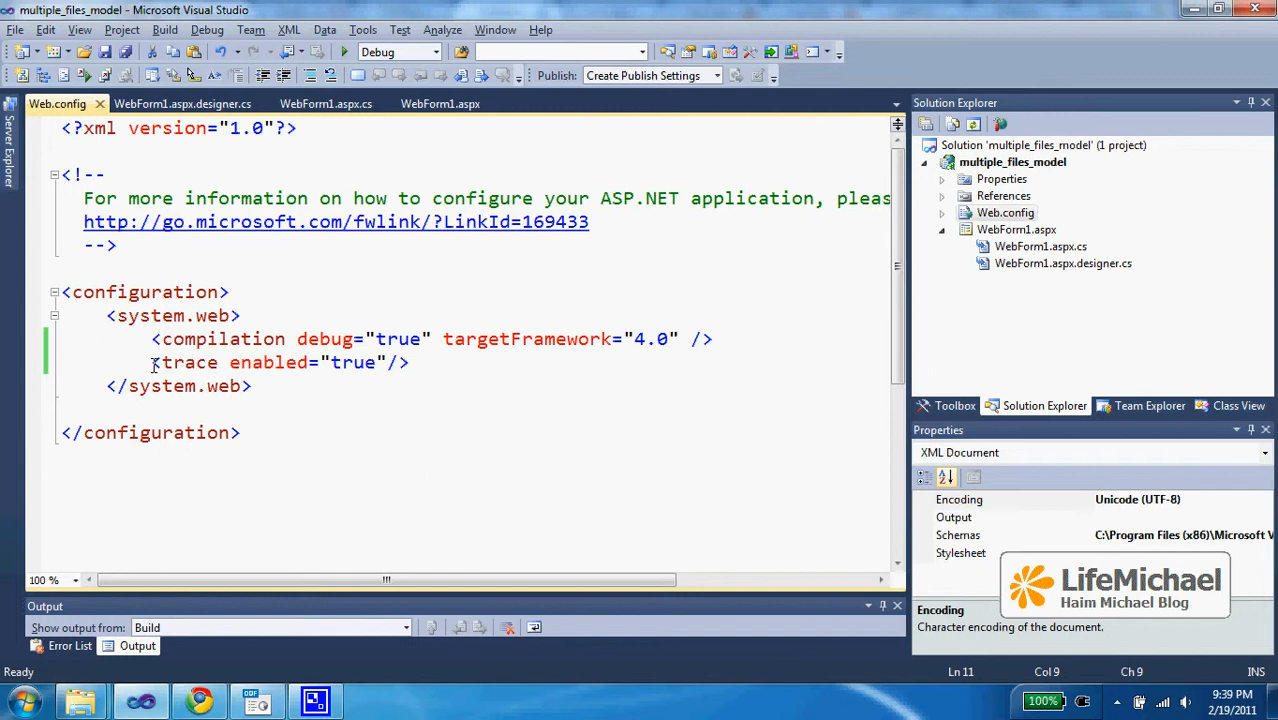 multiple_files_model - Microsoft Visual Studio
File Edit View Project Build Debug Team XML Data Tools Test Analyze Window Help
Debug
Publish: Create Publish Settings
Server Explorer
Web.config WebForm1.aspx.designer.cs WebForm1.aspx.cs WebForm1.aspx
<?xml version="1.0"?>
<!--
For more information on how to configure your ASP.NET application, pleas
http://go.microsoft.com/fwlink/?LinkId=169433
-->
<configuration>
<system.web>
<compilation debug="true" targetFramework="4.0" />
<trace enabled="true"/>
</system.web>
</configuration>
100 %
Output
Show output from: Build
Error List Output
Solution Explorer
Solution 'multiple_files_model' (1 project)
multiple_files_model
Properties
References
Web.config
WebForm1.aspx
WebForm1.aspx.cs
WebForm1.aspx.designer.cs
Toolbox Solution Explorer Team Explorer Class View
Properties
XML Document
Encoding Unicode (UTF-8)
Output
Schemas C:\Program Files (x86)\Microsoft V
Stylesheet
LifeMichael
Haim Michael Blog
Encoding
Character encoding of the document.
Ready Ln 11 Col 9 Ch 9 INS
ODF
100%
9:39 PM
2/19/2011